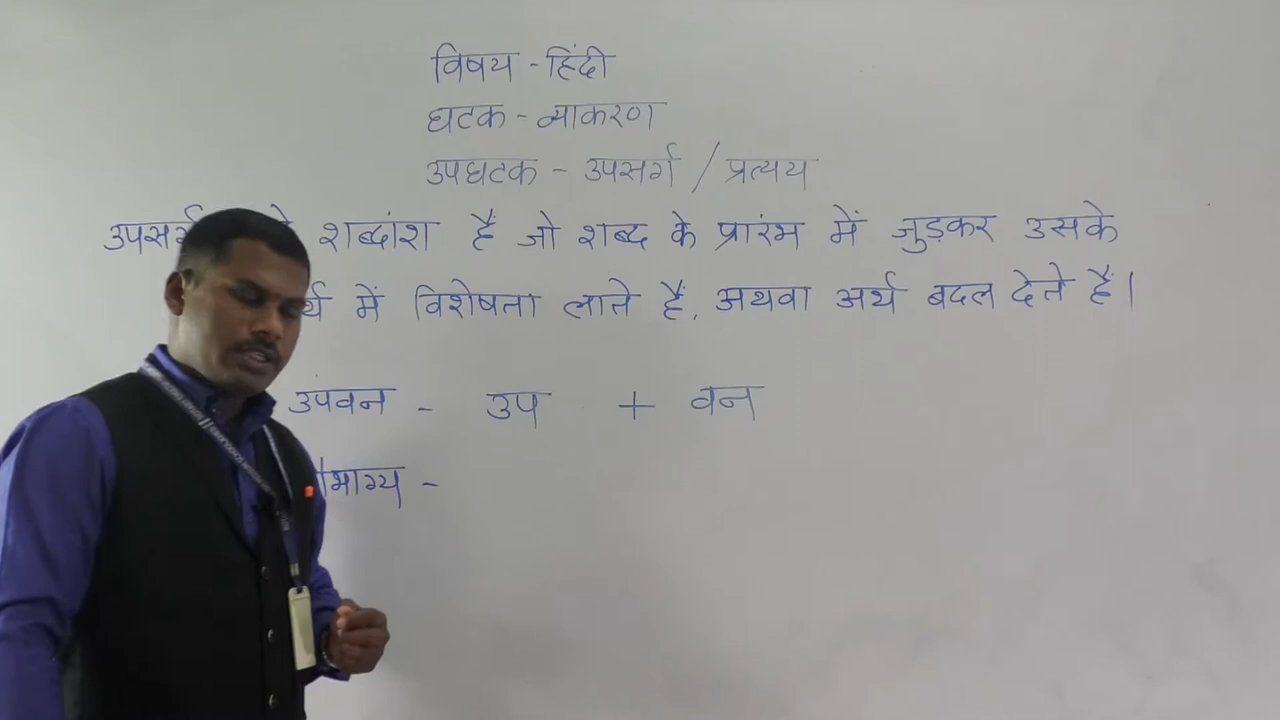 विषय - हिंदी
घटक - व्याकरण
उपघटक - उपसर्ग / प्रत्यय
शब्दांश हैं जो शब्द के प्रारंभ में जुड़कर उसके
में विशेषता लाते हैं, अथवा अर्थ बदल देते हैं।
उपवन - उप + वन